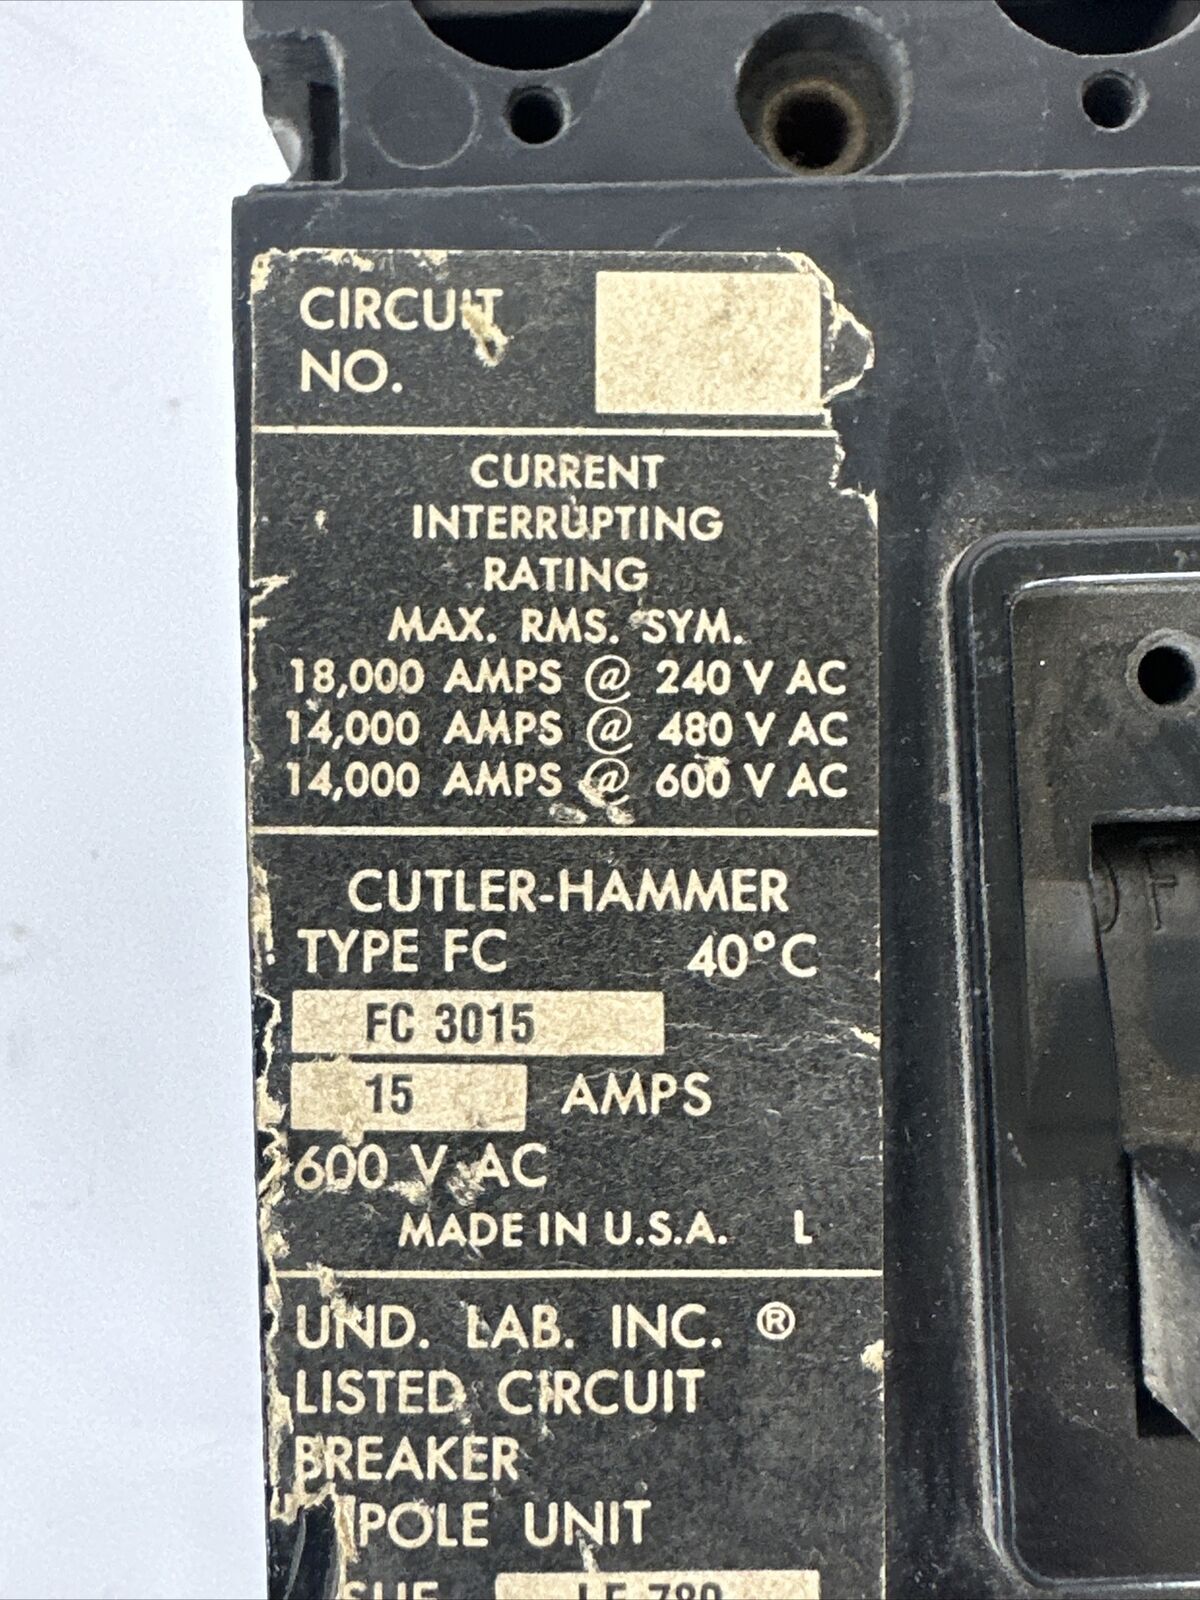 CIRCUIT
NO.
CURRENT
INTERRUPTING
RATING
MAX. RMS. SYM.
18,000 AMPS @ 240 V AC
14,000 AMPS @ 480 V AC
14,000 AMPS @ 600 V AC
CUTLER-HAMMER
TYPE FC 40°C
FC 3015
15 AMPS
600 V AC
MADE IN U.S.A. L
UND. LAB. INC. ®
LISTED CIRCUIT
BREAKER
POLE UNIT